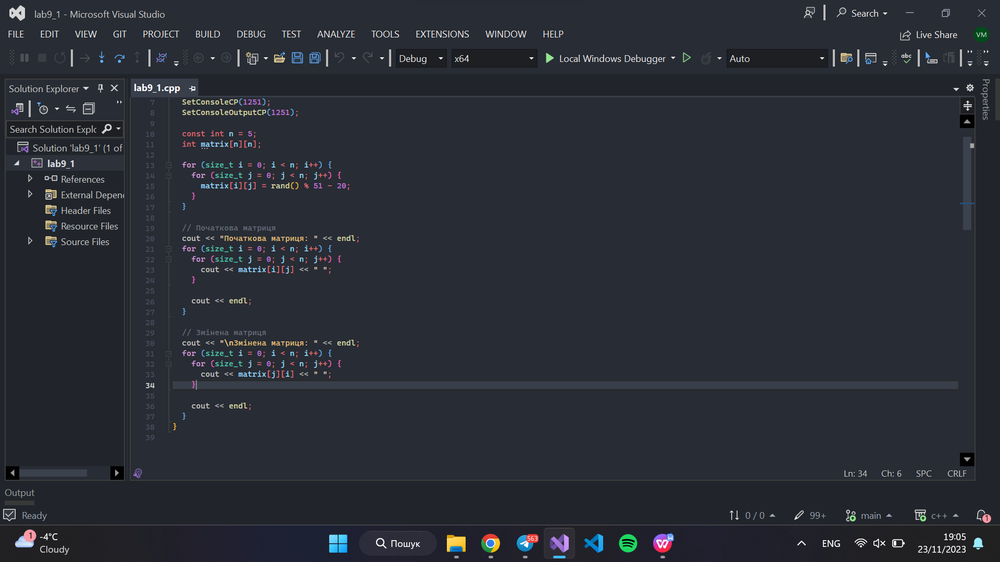 lab9_1 - Microsoft Visual Studio
Search
FILE EDIT VIEW GIT PROJECT BUILD DEBUG TEST ANALYZE TOOLS EXTENSIONS WINDOW HELP
Live Share
VM
Debug
x64
Local Windows Debugger
Auto
abc
Solution Explorer
Search Solution Explc
Solution 'lab9_1' (1 of
lab9_1
References
External Depen
Header Files
Resource Files
Source Files
lab9_1.cpp
Properties
7 SetConsoleCP(1251);
8 SetConsoleOutputCP(1251);
9
10 const int n = 5;
11 int matrix[n][n];
12
13 for (size_t i = 0; i < n; i++) {
14 for (size_t j = 0; j < n; j++) {
15 matrix[i][j] = rand() % 51 - 20;
16 }
17 }
18
19 // Початкова матриця
20 cout << "Початкова матриця: " << endl;
21 for (size_t i = 0; i < n; i++) {
22 for (size_t j = 0; j < n; j++) {
23 cout << matrix[i][j] << " ";
24 }
25
26 cout << endl;
27 }
28
29 // Змінена матриця
30 cout << "\nЗмінена матриця: " << endl;
31 for (size_t i = 0; i < n; i++) {
32 for (size_t j = 0; j < n; j++) {
33 cout << matrix[j][i] << " ";
34 }
35
36 cout << endl;
37 }
38 }
39
Ln: 34 Ch: 6 SPC CRLF
Output
Ready
0 / 0
99+
main
c++
1
1
-4°C
Cloudy
Пошук
563
W
ENG
19:05
23/11/2023